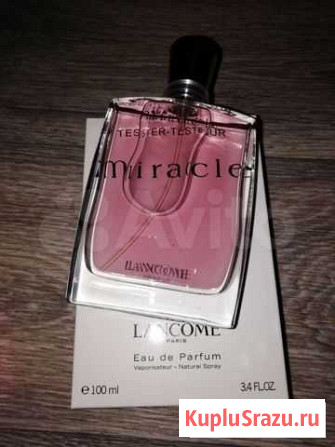 TESTER-TESTEUR
miracle
LANCOME
Avito
LANCOME
PARIS
Eau de Parfum
Vaporisateur - Natural Spray
e 100 ml
3.4 FL.OZ.
KupluSrazu.ru